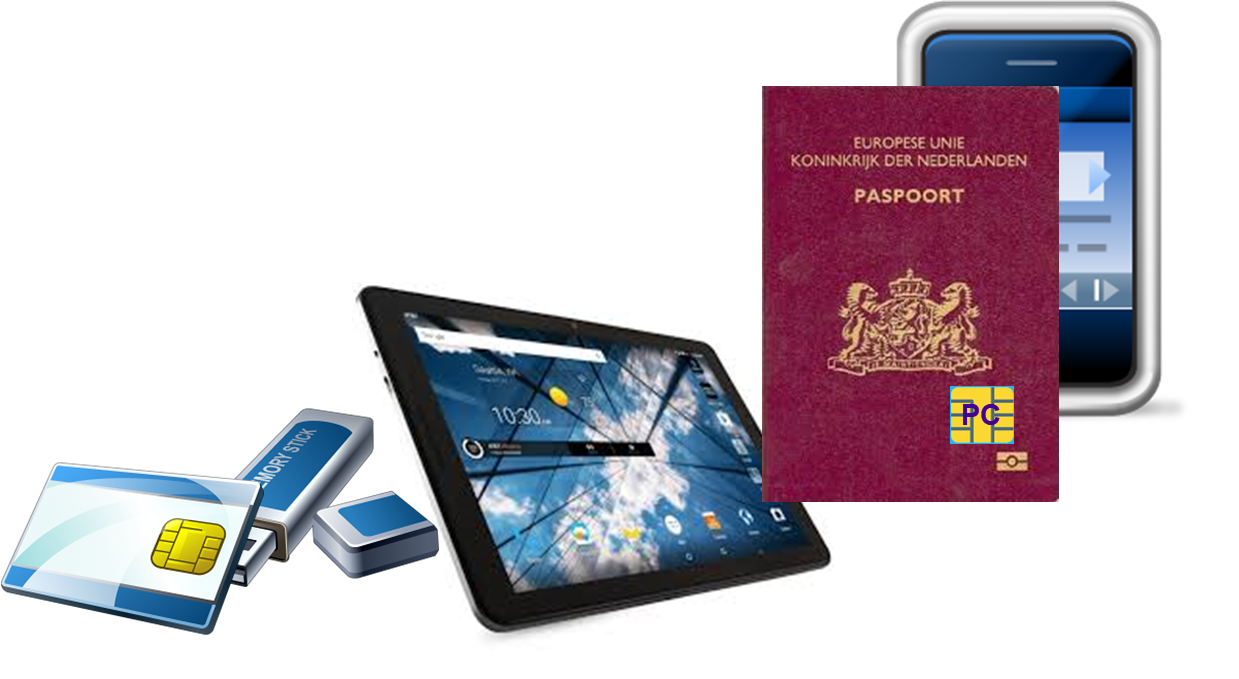 EUROPESE UNIE
KONINKRIJK DER NEDERLANDEN
PASPOORT
PC
MORY STICK
10:30